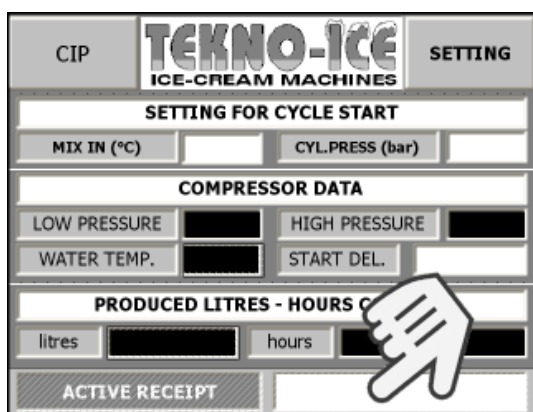 CIP
TEKNO-ICE
ICE-CREAM MACHINES
SETTING
SETTING FOR CYCLE START
MIX IN (°C)
CYL.PRESS (bar)
COMPRESSOR DATA
LOW PRESSURE
HIGH PRESSURE
WATER TEMP.
START DEL.
PRODUCED LITRES - HOURS
litres
hours
ACTIVE RECEIPT